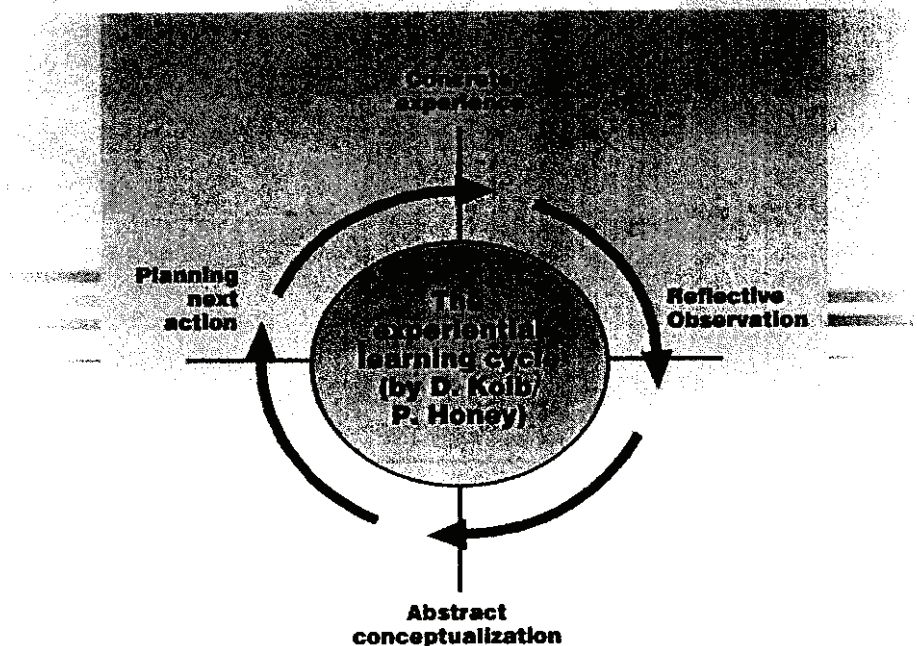 Concrete
experience
Planning
next
action
The
experiential
learning cycle
(by D. Kolb/
P. Honey)
Reflective
Observation
Abstract
conceptualization